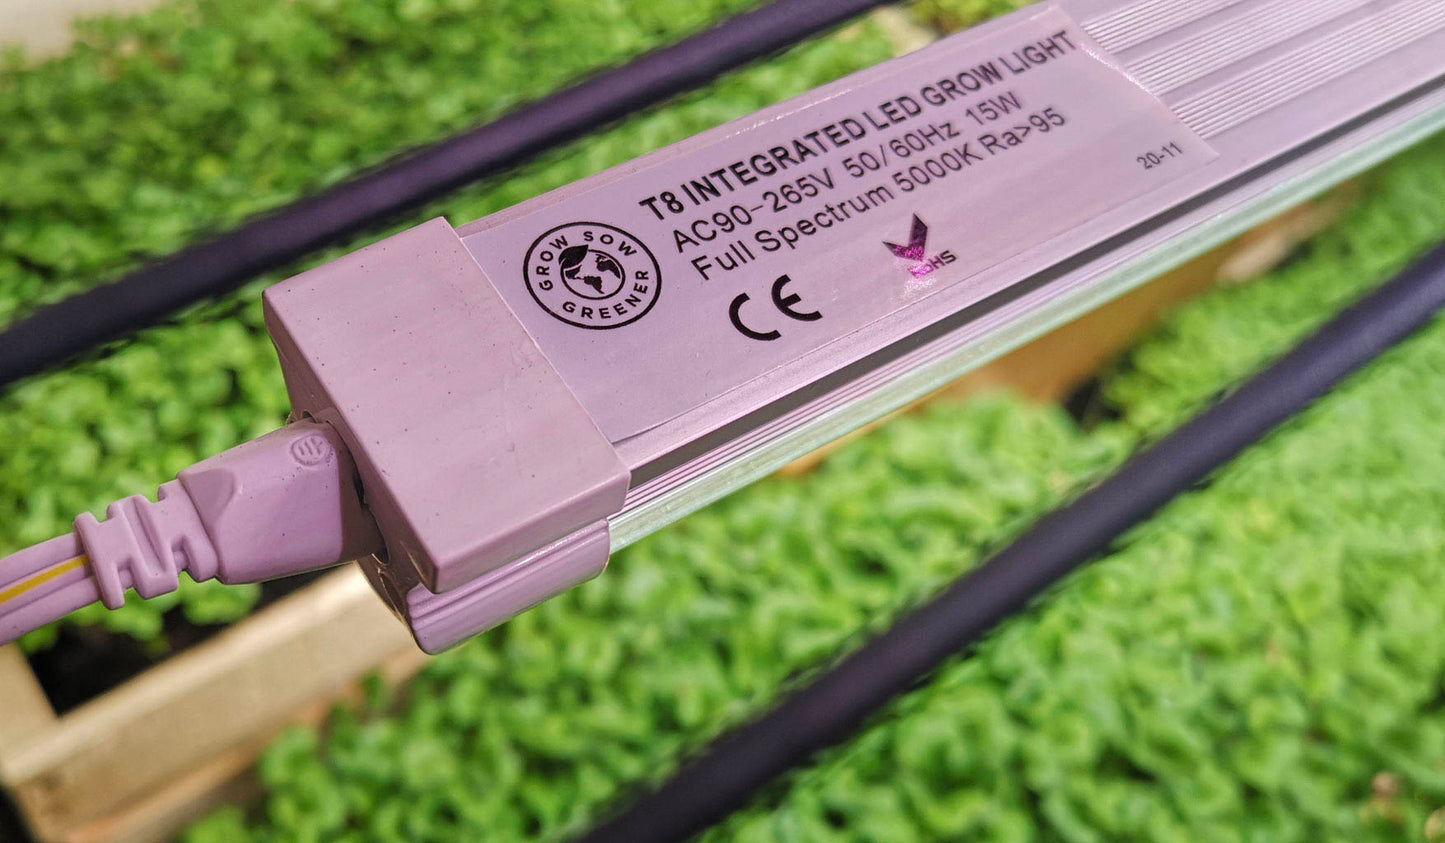 T8 INTEGRATED LED GROW LIGHT
AC90-265V 50/60Hz 15W
Full Spectrum 5000K Ra>95
20-11
GROW SOW
GREENER
CE
RoHS